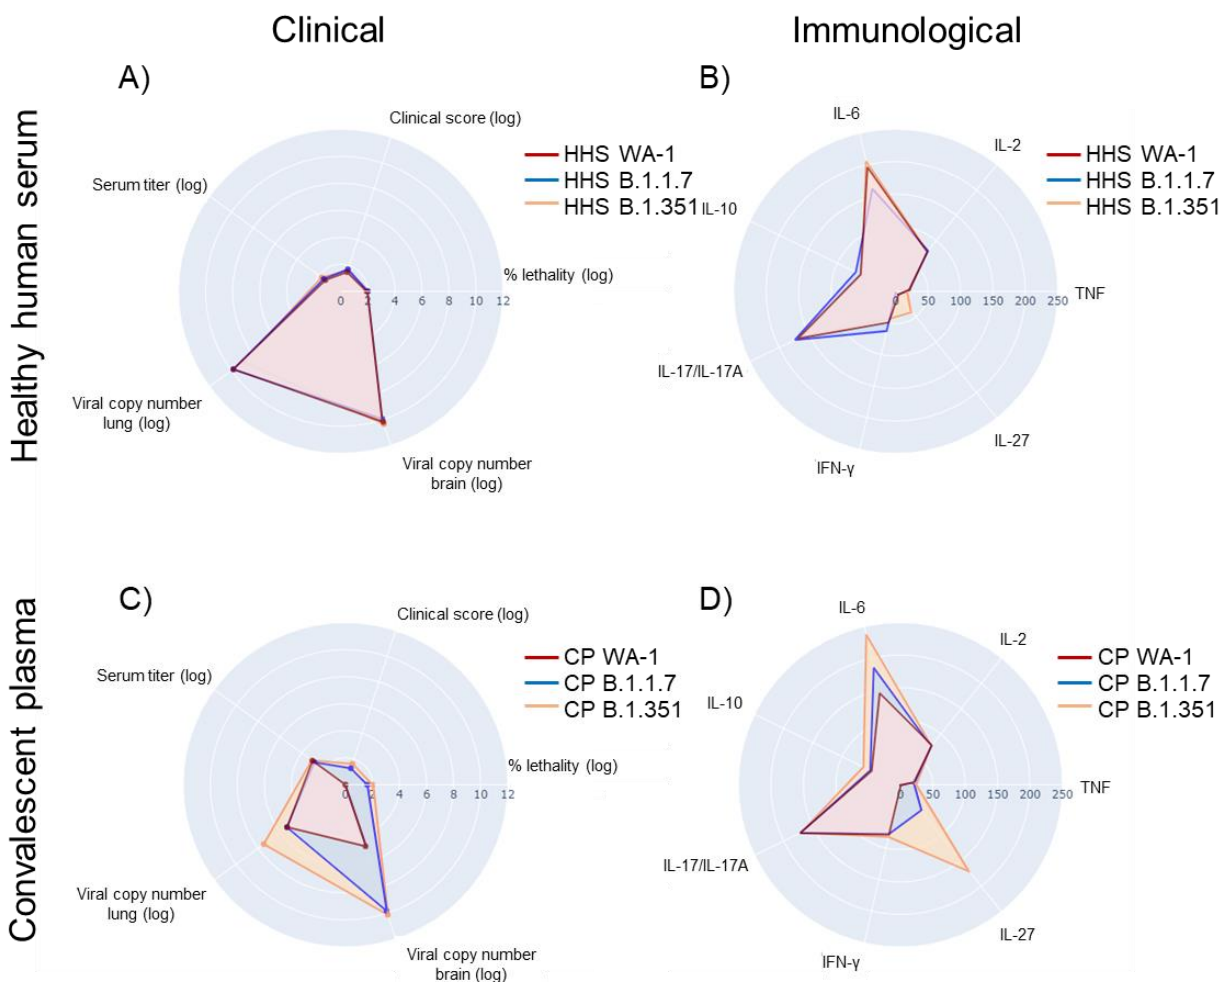 Clinical
Immunological
Healthy human serum
A)
Clinical score (log)
HHS WA-1
HHS B.1.1.7
HHS B.1.351
Serum titer (log)
% lethality (log)
0 2 4 6 8 10 12
Viral copy number
lung (log)
Viral copy number
brain (log)
B)
IL-6
IL-2
HHS WA-1
HHS B.1.1.7
HHS B.1.351
IL-10
TNF
0 50 100 150 200 250
IL-17/IL-17A
IL-27
IFN-γ
Convalescent plasma
C)
Clinical score (log)
CP WA-1
CP B.1.1.7
CP B.1.351
Serum titer (log)
% lethality (log)
0 2 4 6 8 10 12
Viral copy number
lung (log)
Viral copy number
brain (log)
D)
IL-6
IL-2
CP WA-1
CP B.1.1.7
CP B.1.351
IL-10
TNF
0 50 100 150 200 250
IL-17/IL-17A
IL-27
IFN-γ